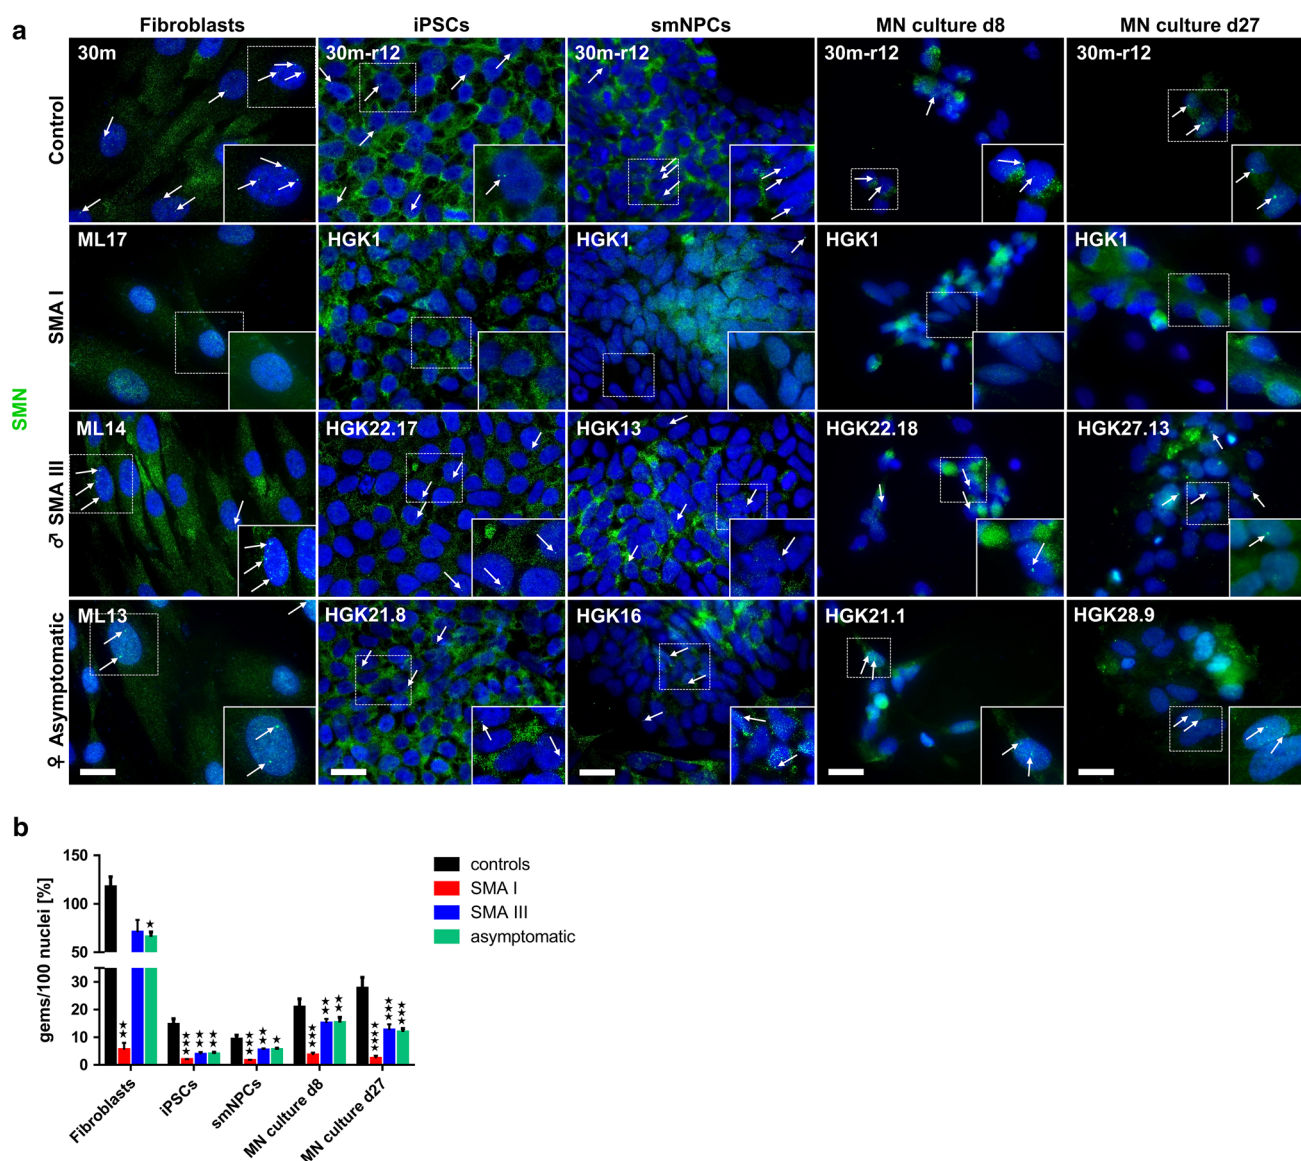 a
Fibroblasts iPSCs smNPCs MN culture d8 MN culture d27
Control 30m 30m-r12 30m-r12 30m-r12 30m-r12
SMA I ML17 HGK1 HGK1 HGK1 HGK1
SMN
♂ SMA III ML14 HGK22.17 HGK13 HGK22.18 HGK27.13
♀ Asymptomatic ML13 HGK21.8 HGK16 HGK21.1 HGK28.9
b
gems/100 nuclei [%]
150
100
50
30
20
10
0
★★ ★
★★★ ★★ ★★
★★★ ★★ ★
★★★ ★★ ★★
★★★★ ★★★ ★★★
Fibroblasts
iPSCs
smNPCs
MN culture d8
MN culture d27
controls
SMA I
SMA III
asymptomatic